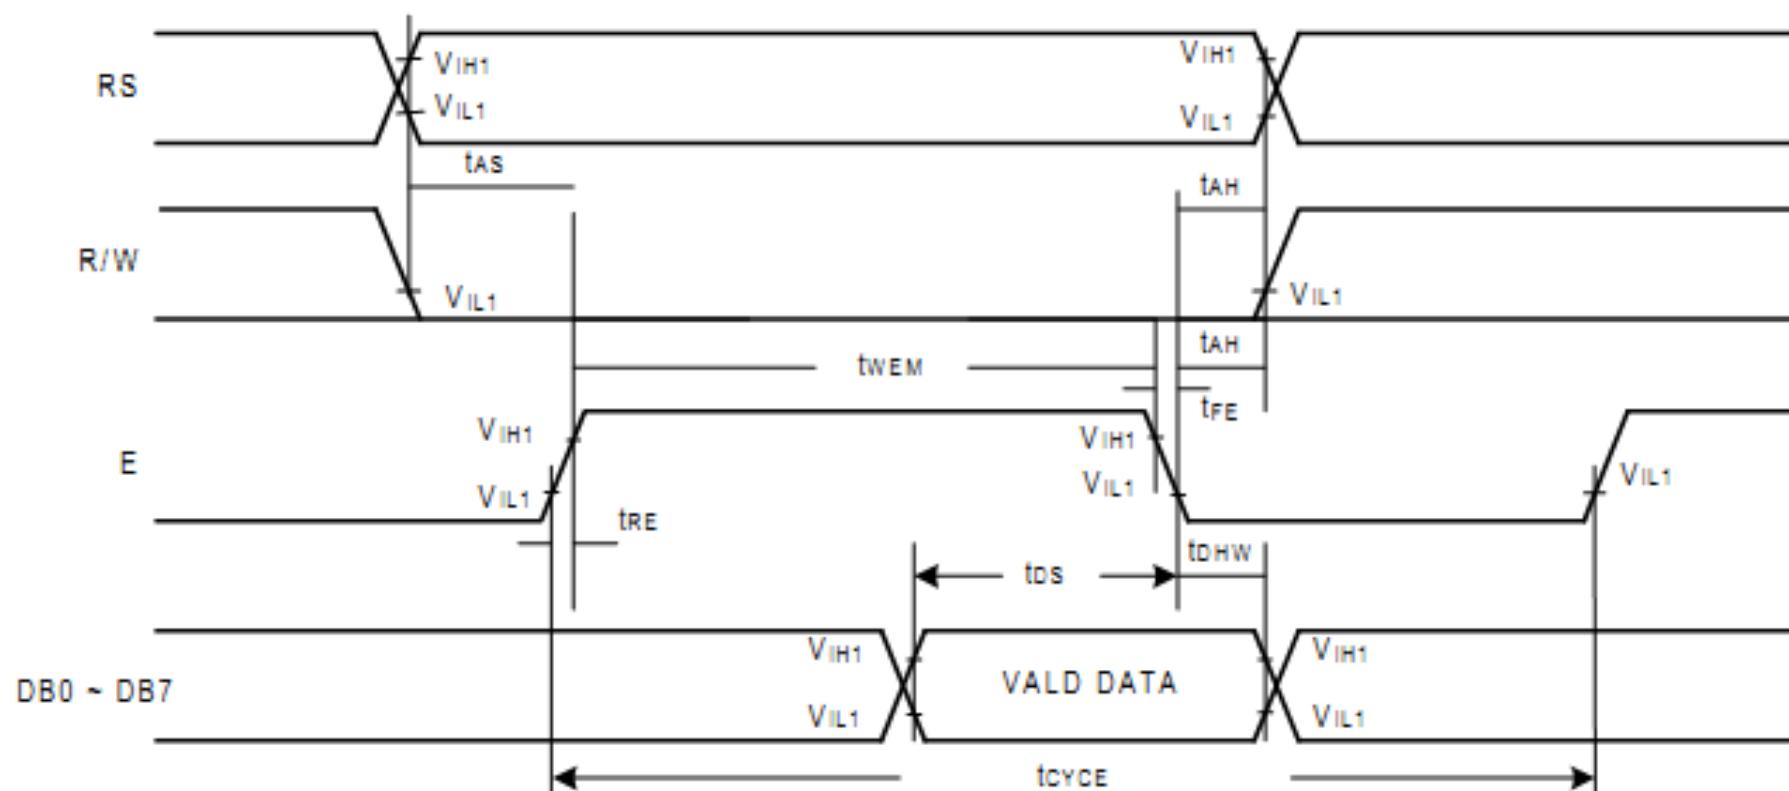 VIH1
VIH1
RS
VIL1
VIL1
tAS
tAH
R/W
VIL1
VIL1
tAH
tWEM
tFE
VIH1
VIH1
E
VIL1
VIL1
VIL1
tRE
tDHW
tDS
VIH1
VIH1
VALD DATA
DB0 ~ DB7
VIL1
VIL1
tCYCE